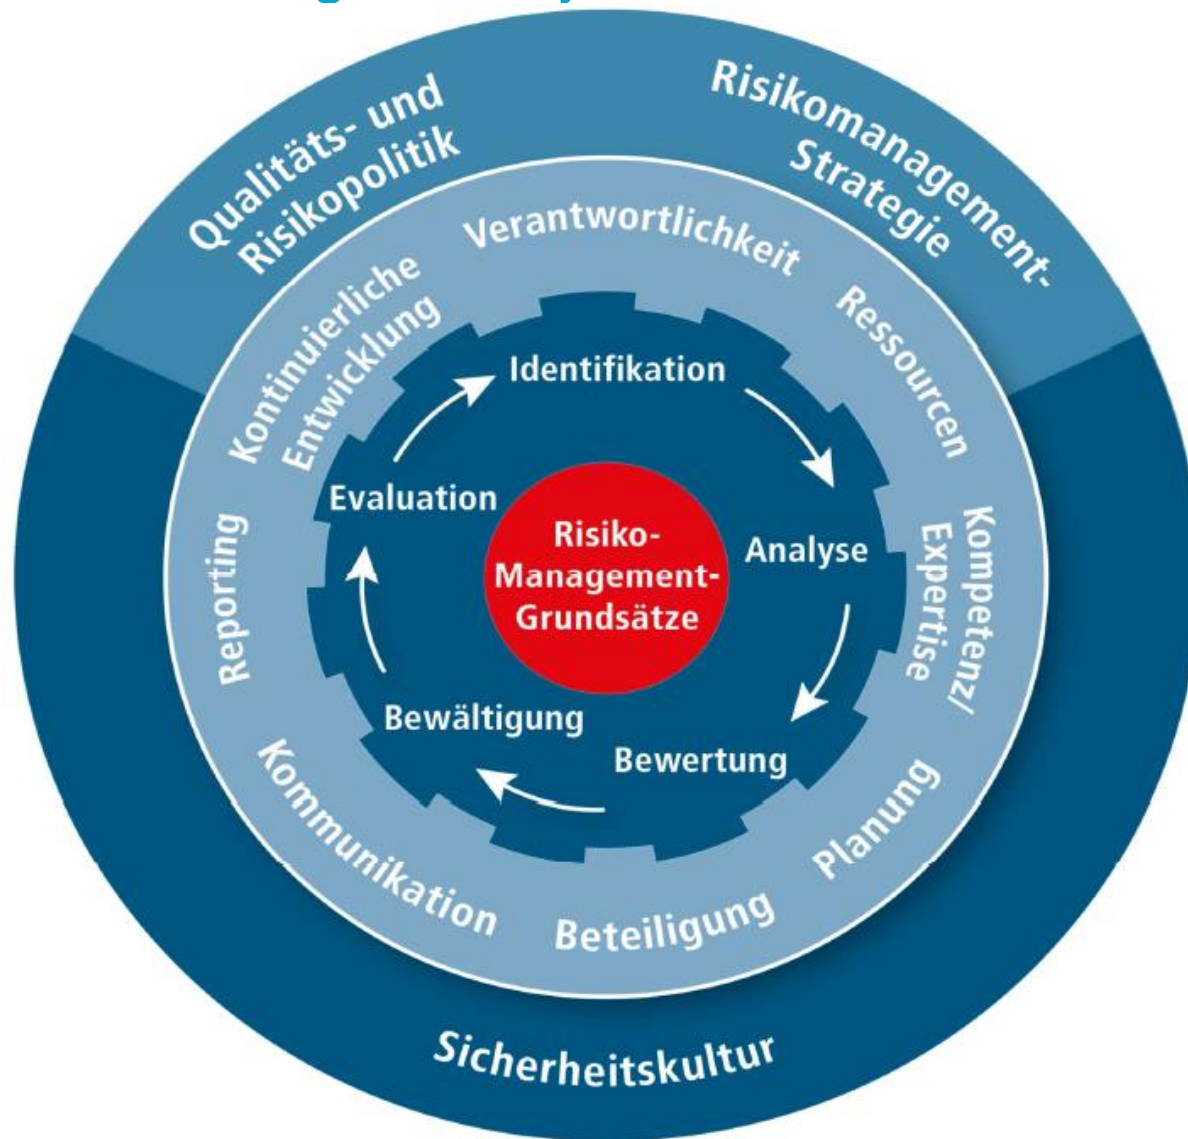 Qualitäts- und
Risikopolitik
Risikomanagement-
Strategie
Verantwortlichkeit
Ressourcen
Kompetenz/
Expertise
Planung
Beteiligung
Kommunikation
Reporting
Kontinuierliche
Entwicklung
Identifikation
Analyse
Bewertung
Bewältigung
Evaluation
Risiko-
Management-
Grundsätze
Sicherheitskultur